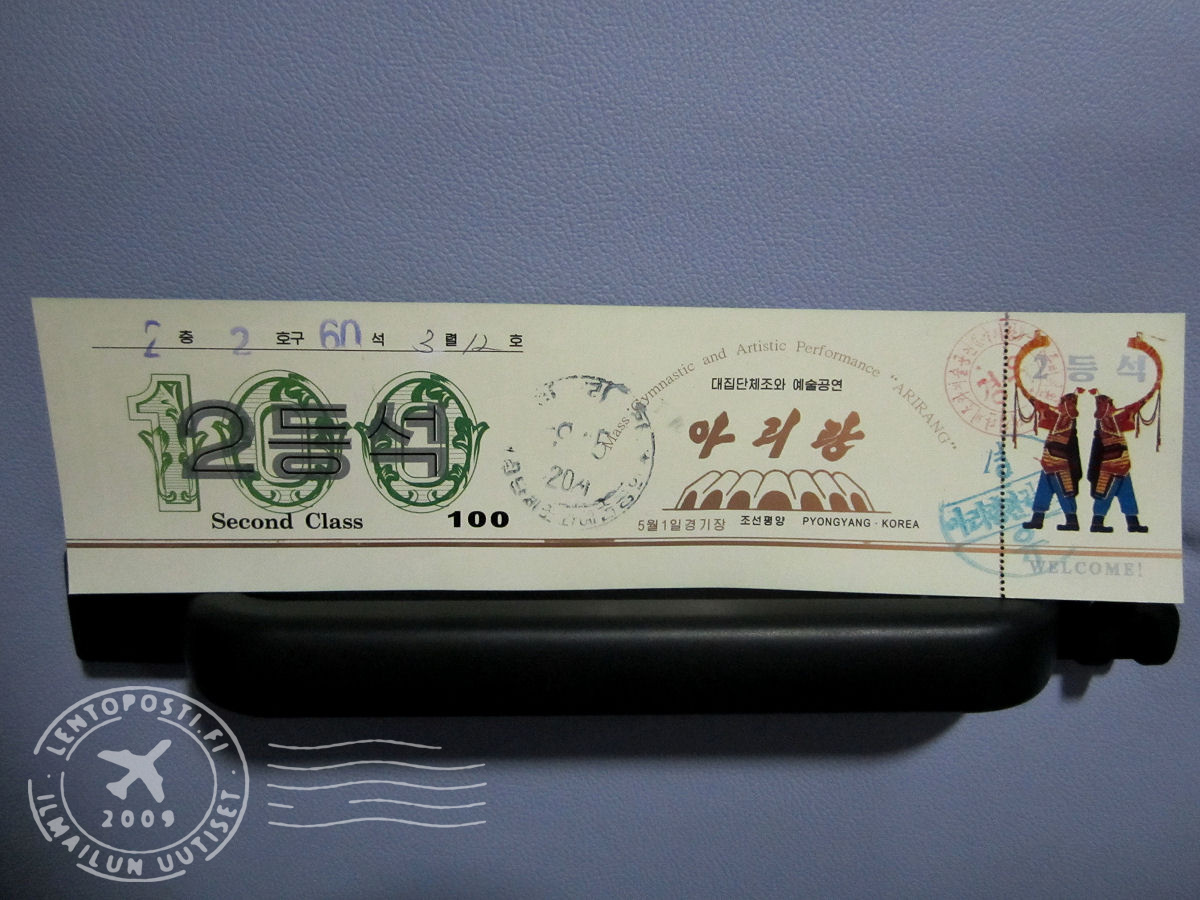 2 층 2 호구 60 석 3 렬 12 호
100
2등석
Second Class 100
Mass Gymnastic and Artistic Performance "ARIRANG"
대집단체조와 예술공연
아리랑
5월1일경기장 조선평양 PYONGYANG · KOREA
20시
2등석
WELCOME!
LENTOPOSTI.FI
2009
ILMAILUN UUTISET